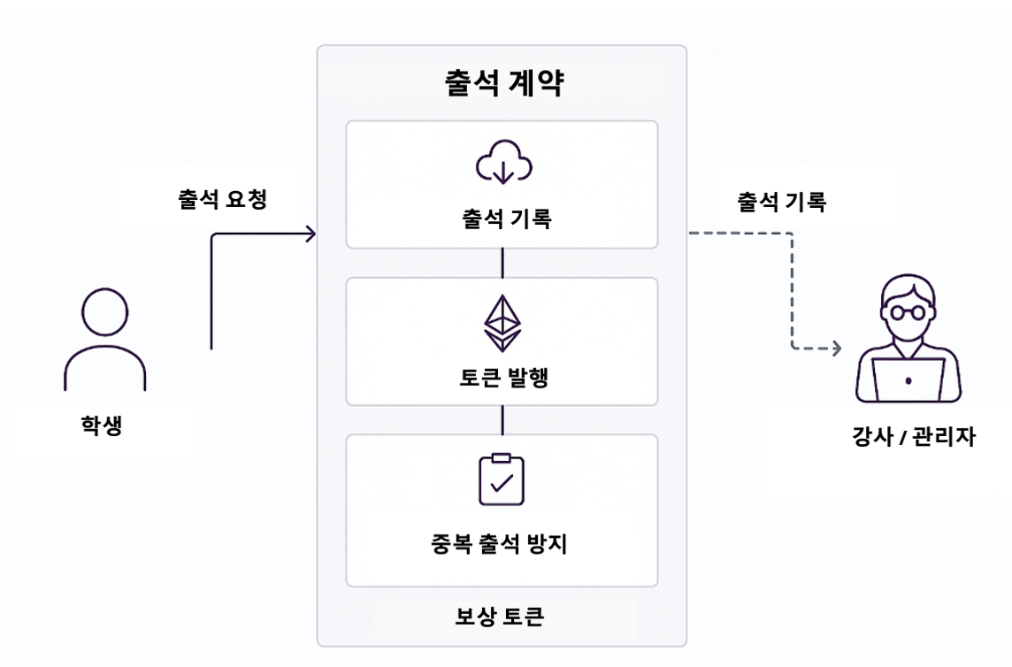 출석 계약
출석 요청
출석 기록
출석 기록
토큰 발행
학생
강사 / 관리자
중복 출석 방지
보상 토큰